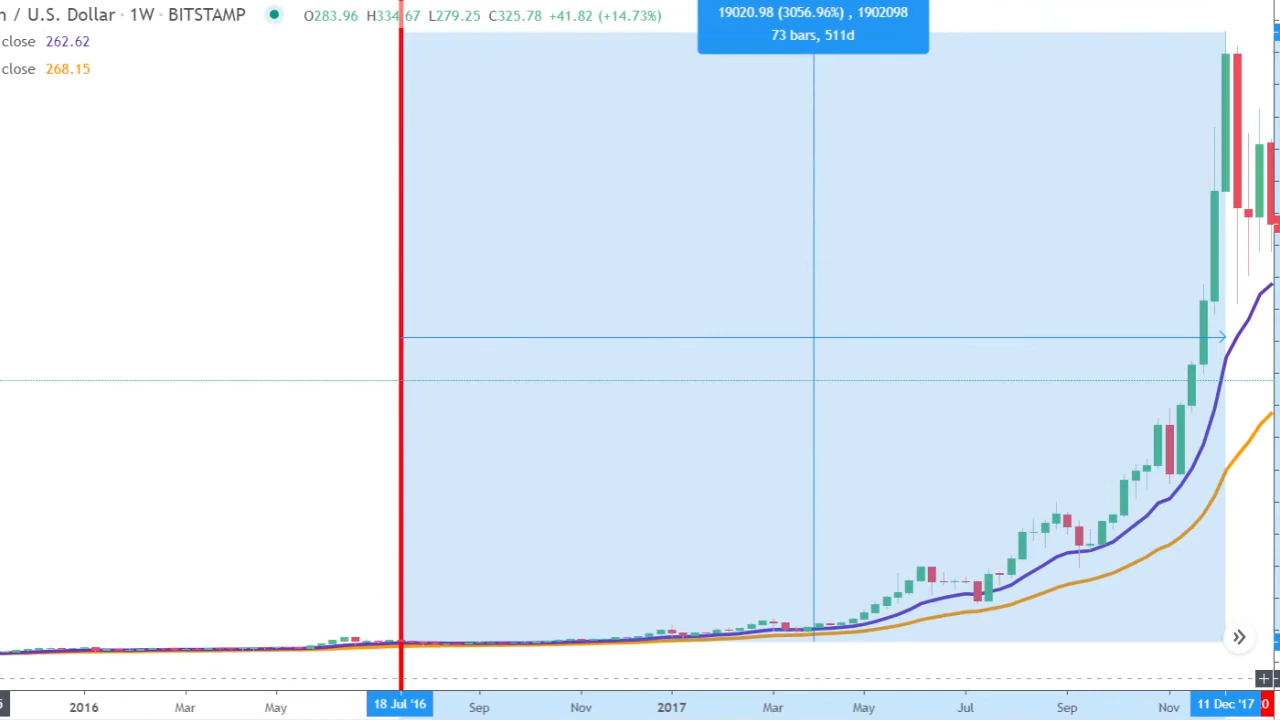 / U.S. Dollar · 1W · BITSTAMP O283.96 H334.67 L279.25 C325.78 +41.82 (+14.73%)
close 262.62
close 268.15
19020.98 (3056.96%) , 1902098
73 bars, 511d
2016 Mar May 18 Jul '16 Sep Nov 2017 Mar May Jul Sep Nov 11 Dec '17